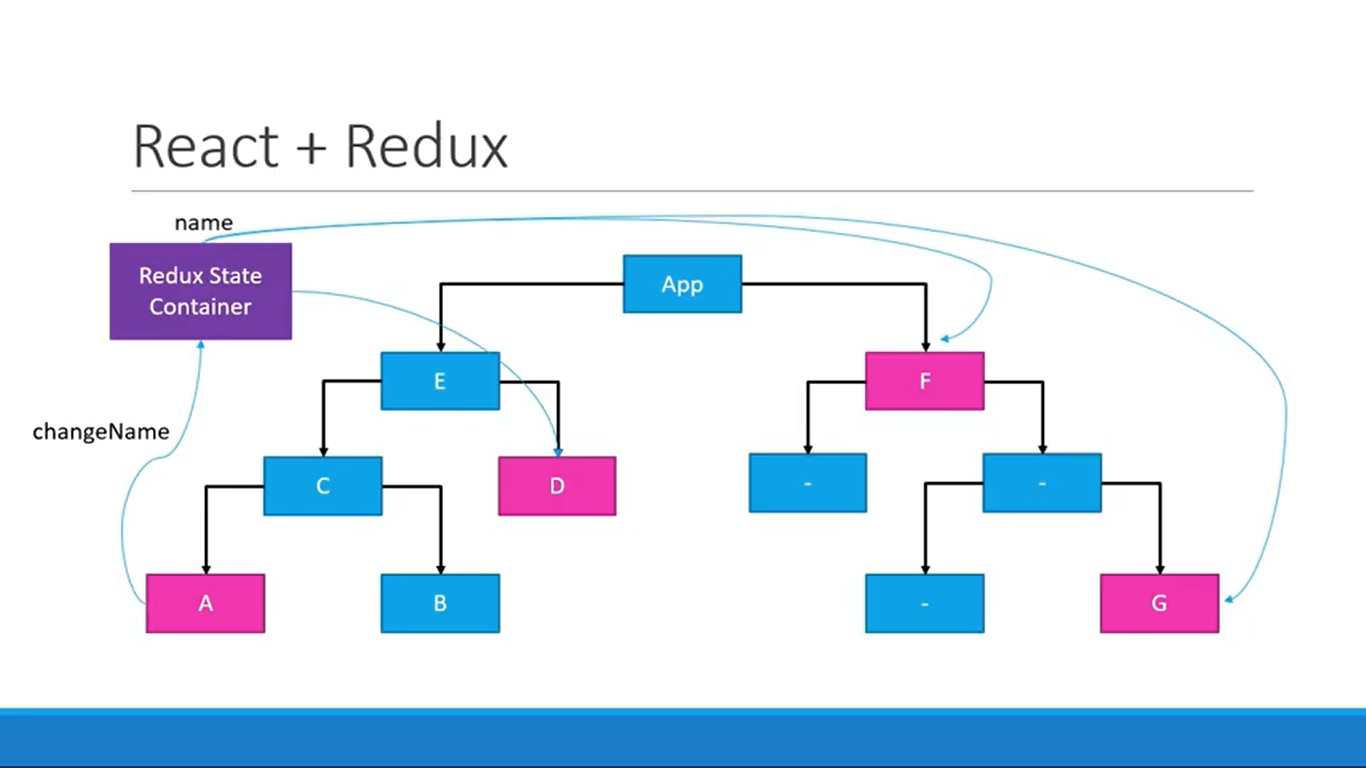 React + Redux
name
Redux State
Container
App
E
F
changeName
C
D
-
-
A
B
-
G